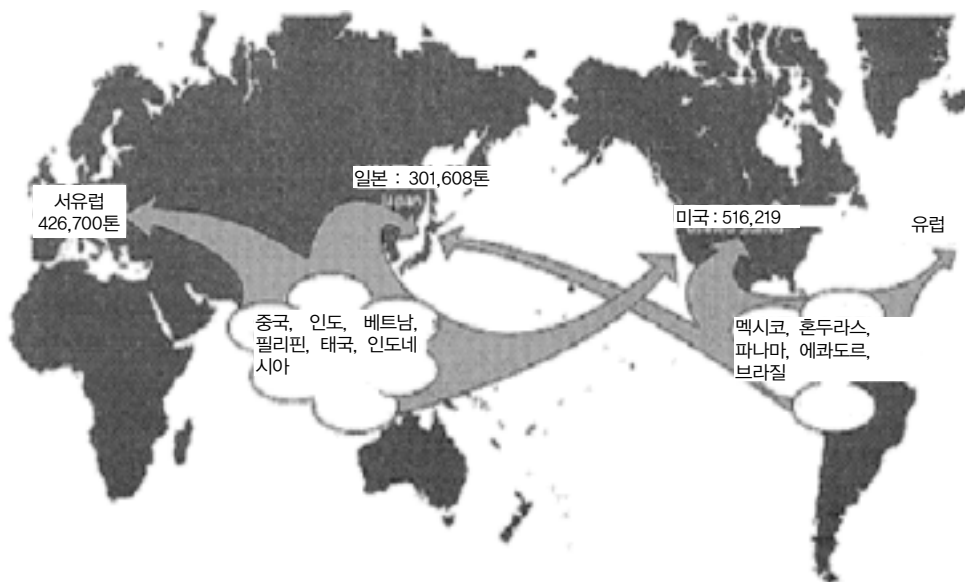 일본 : 301,608톤
서유럽
426,700톤
미국 : 516,219
유럽
중국, 인도, 베트남,
필리핀, 태국, 인도네
시아
멕시코, 혼두라스,
파나마, 에콰도르,
브라질